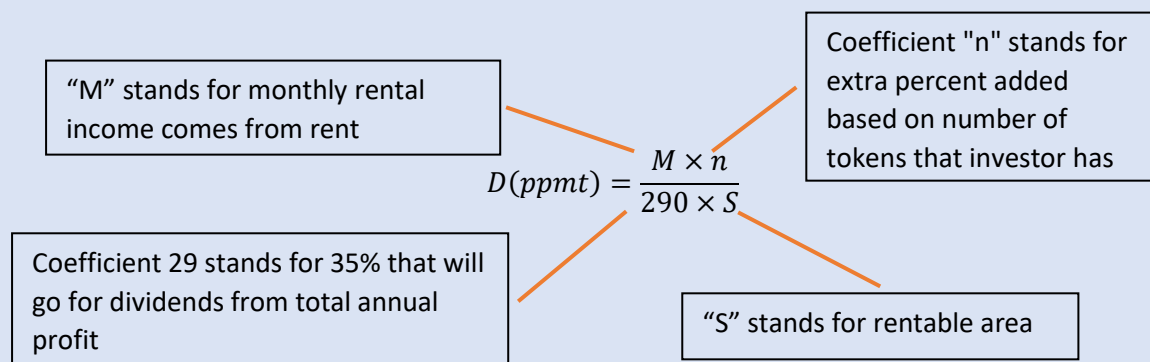 Coefficient "n" stands for
extra percent added
based on number of
tokens that investor has
“M” stands for monthly rental
income comes from rent
D(ppmt) = M × n / 290 × S
Coefficient 29 stands for 35% that will
go for dividends from total annual
profit
“S” stands for rentable area